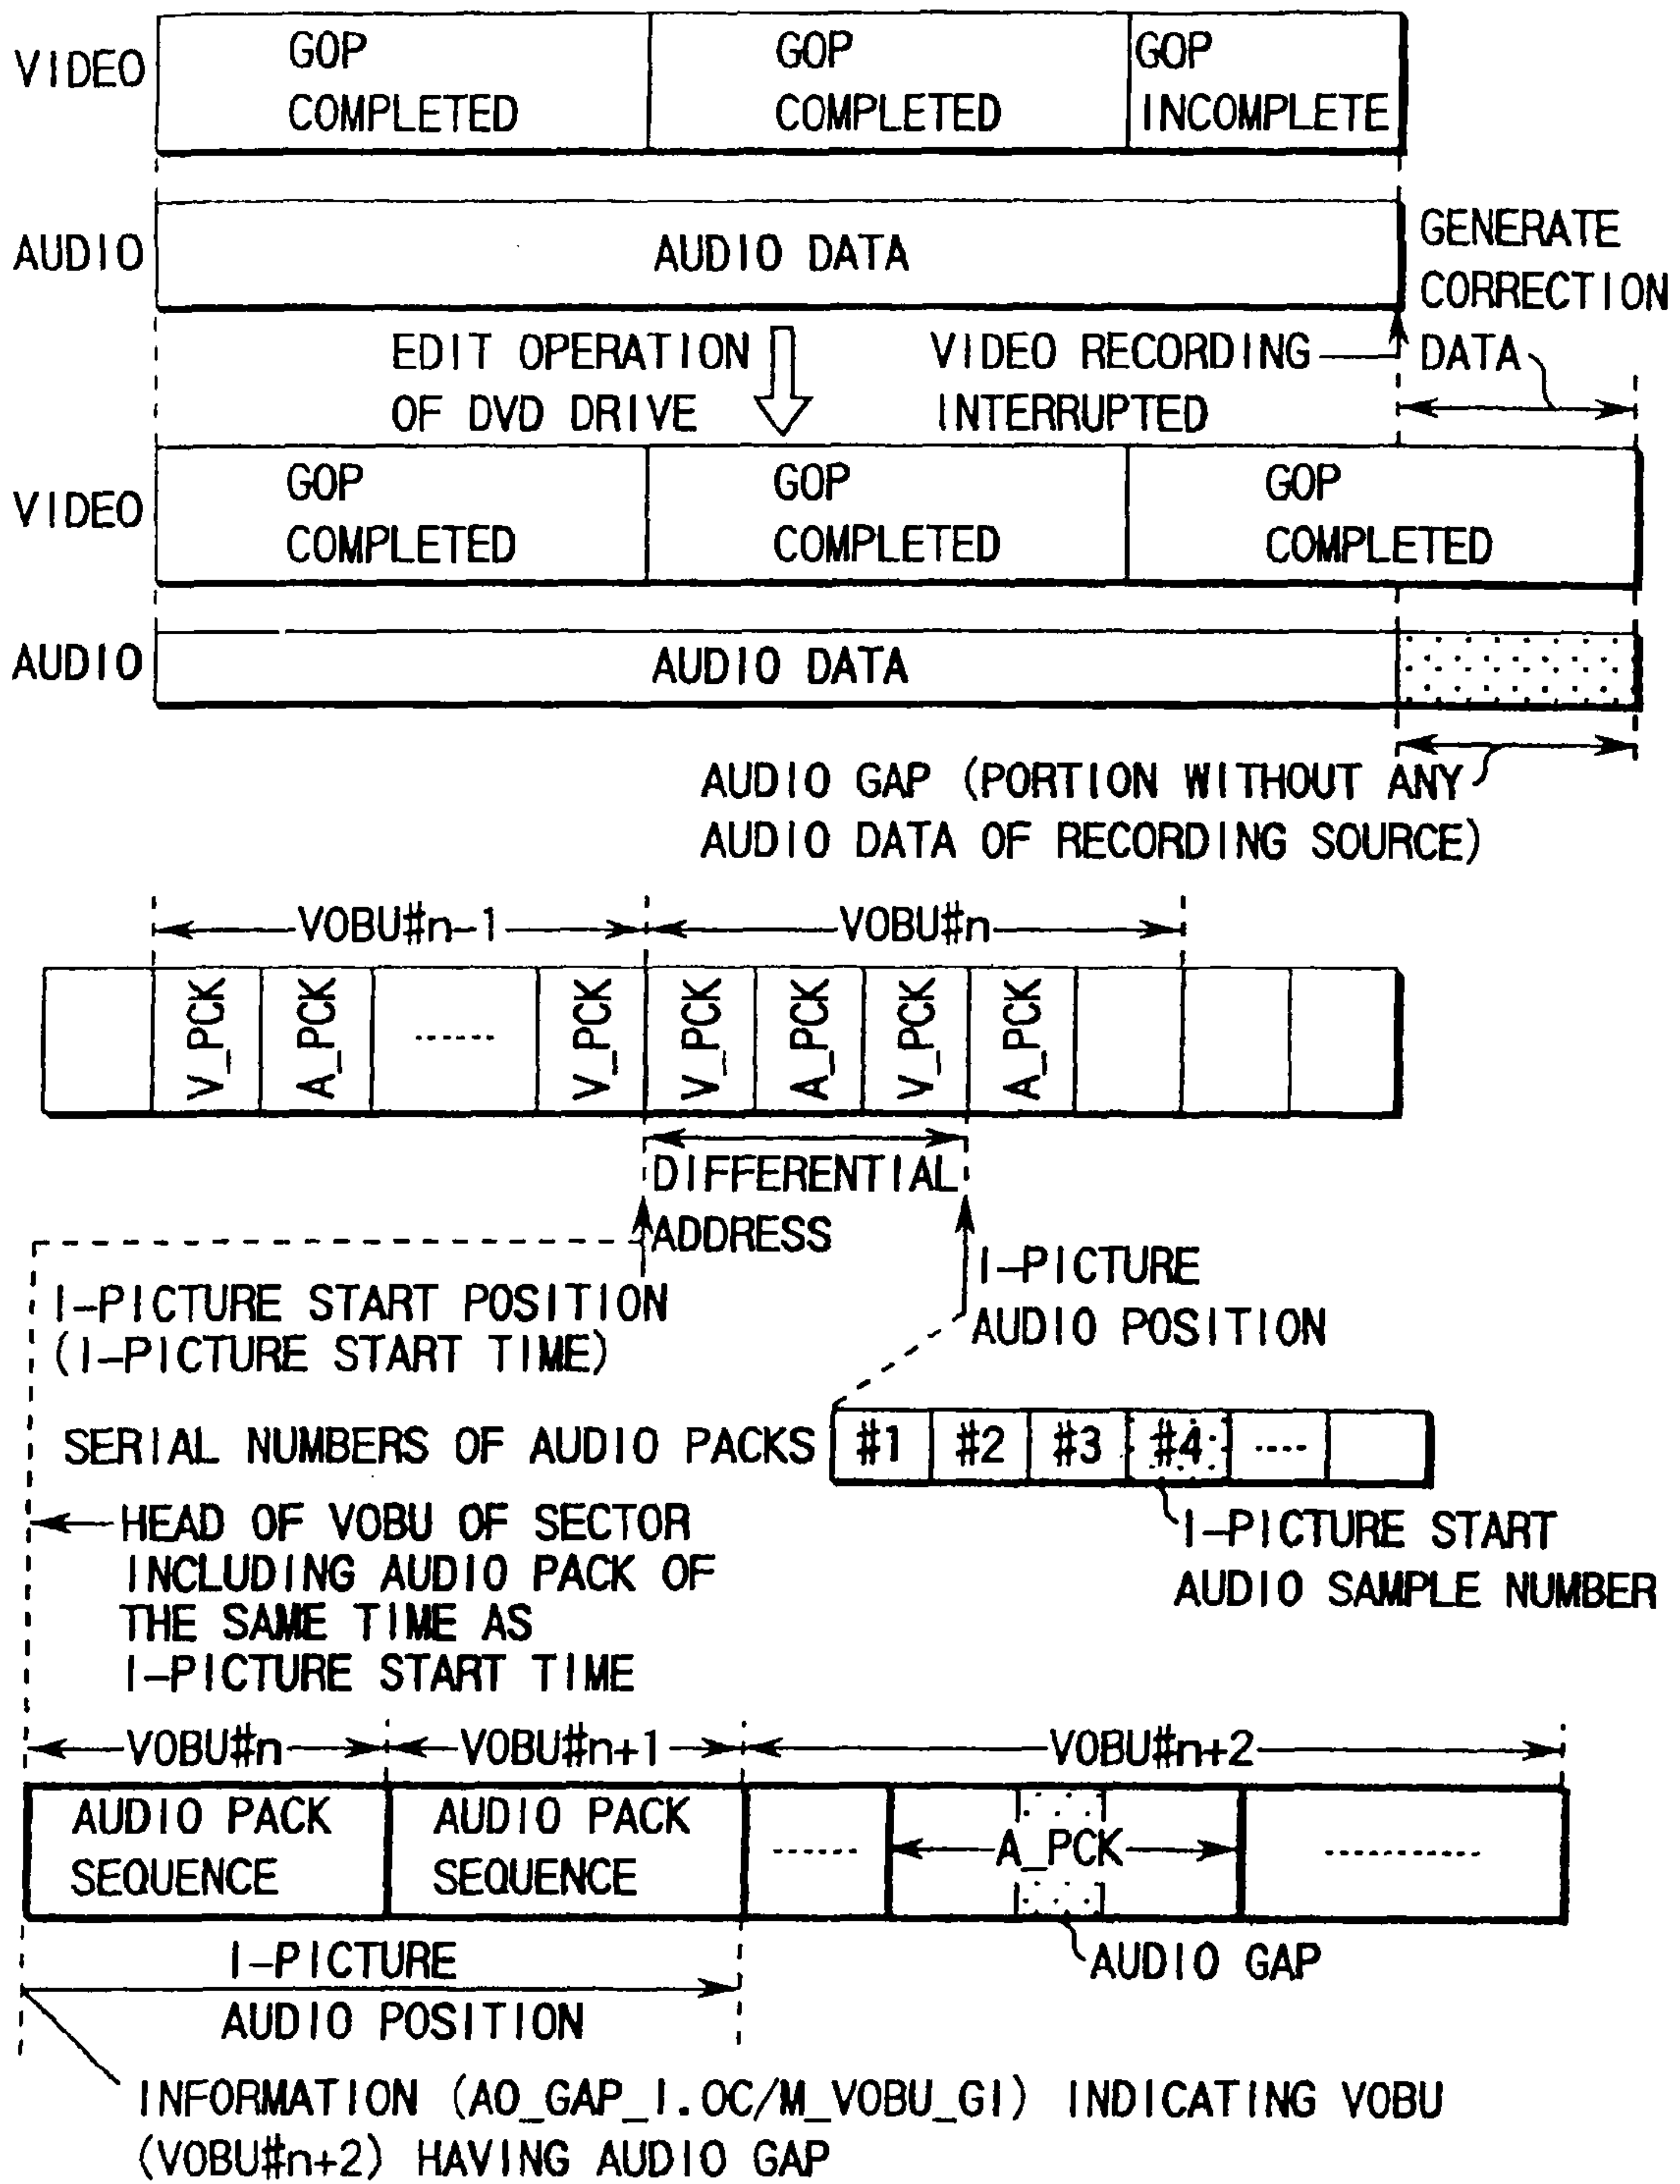 VIDEO
GOP COMPLETED
GOP COMPLETED
GOP INCOMPLETE
AUDIO
AUDIO DATA
GENERATE
CORRECTION
DATA
EDIT OPERATION
OF DVD DRIVE
VIDEO RECORDING
INTERRUPTED
VIDEO
GOP COMPLETED
GOP COMPLETED
GOP COMPLETED
AUDIO
AUDIO DATA
AUDIO GAP (PORTION WITHOUT ANY
AUDIO DATA OF RECORDING SOURCE)
VOBU#n-1
VOBU#n
V_PCK
A_PCK
V_PCK
V_PCK
A_PCK
V_PCK
A_PCK
DIFFERENTIAL
ADDRESS
I-PICTURE START POSITION
(I-PICTURE START TIME)
I-PICTURE
AUDIO POSITION
SERIAL NUMBERS OF AUDIO PACKS
#1
#2
#3
#4
I-PICTURE START
AUDIO SAMPLE NUMBER
HEAD OF VOBU OF SECTOR
INCLUDING AUDIO PACK OF
THE SAME TIME AS
I-PICTURE START TIME
VOBU#n
VOBU#n+1
VOBU#n+2
AUDIO PACK
SEQUENCE
AUDIO PACK
SEQUENCE
A_PCK
AUDIO GAP
I-PICTURE
AUDIO POSITION
INFORMATION (A0_GAP_I.OC/M_VOBU_GI) INDICATING VOBU
(VOBU#n+2) HAVING AUDIO GAP